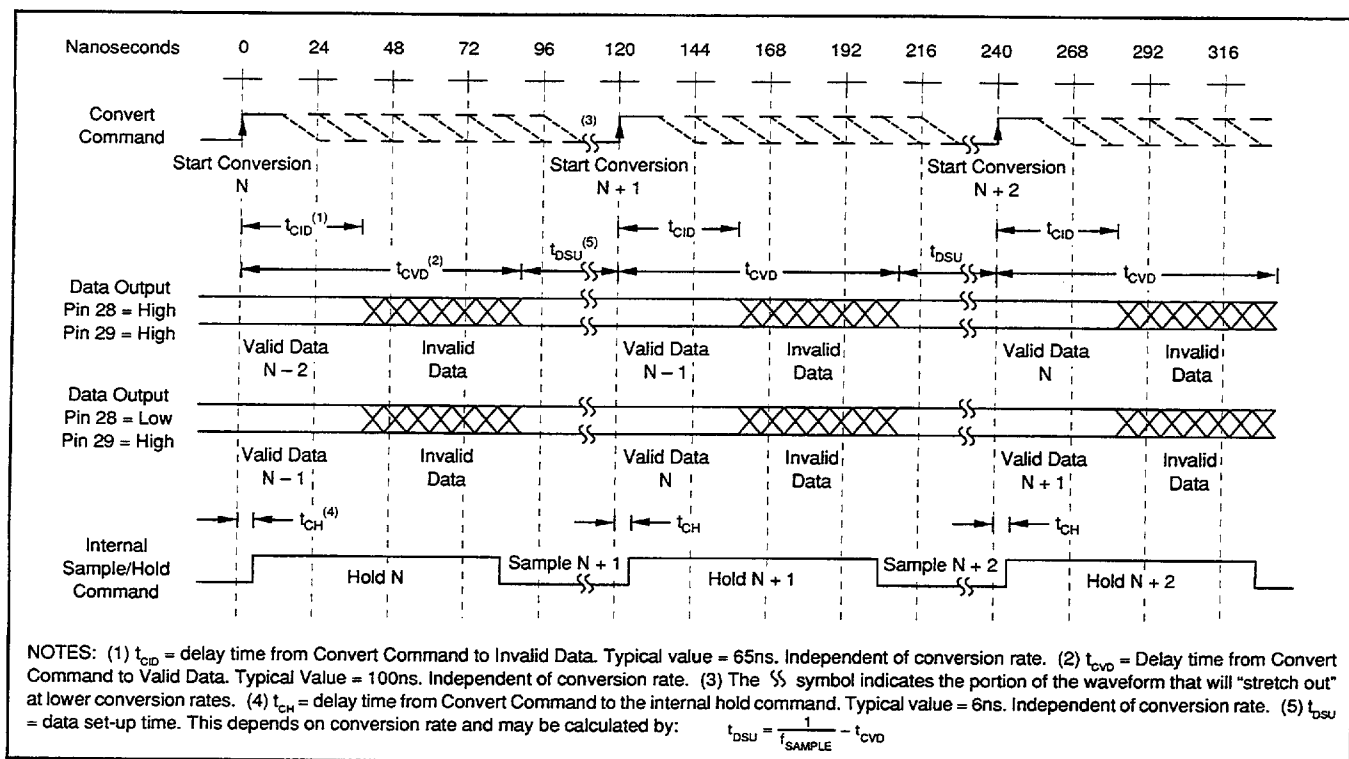 Nanoseconds 0 24 48 72 96 120 144 168 192 216 240 268 292 316
Convert
Command
(3)
Start Conversion
N
Start Conversion
N + 1
Start Conversion
N + 2
tCID(1) tCID tCID
tCVD(2) tDSU(5) tCVD tDSU tCVD
Data Output
Pin 28 = High
Pin 29 = High
Valid Data
N – 2
Invalid
Data
Valid Data
N – 1
Invalid
Data
Valid Data
N
Invalid
Data
Data Output
Pin 28 = Low
Pin 29 = High
Valid Data
N – 1
Invalid
Data
Valid Data
N
Invalid
Data
Valid Data
N + 1
Invalid
Data
tCH(4) tCH tCH
Internal
Sample/Hold
Command
Hold N Sample N + 1 Hold N + 1 Sample N + 2 Hold N + 2
NOTES: (1) tCID = delay time from Convert Command to Invalid Data. Typical value = 65ns. Independent of conversion rate. (2) tCVD = Delay time from Convert
Command to Valid Data. Typical Value = 100ns. Independent of conversion rate. (3) The SS symbol indicates the portion of the waveform that will "stretch out"
at lower conversion rates. (4) tCH = delay time from Convert Command to the internal hold command. Typical value = 6ns. Independent of conversion rate. (5) tDSU
= data set-up time. This depends on conversion rate and may be calculated by: tDSU = 1/fSAMPLE – tCVD